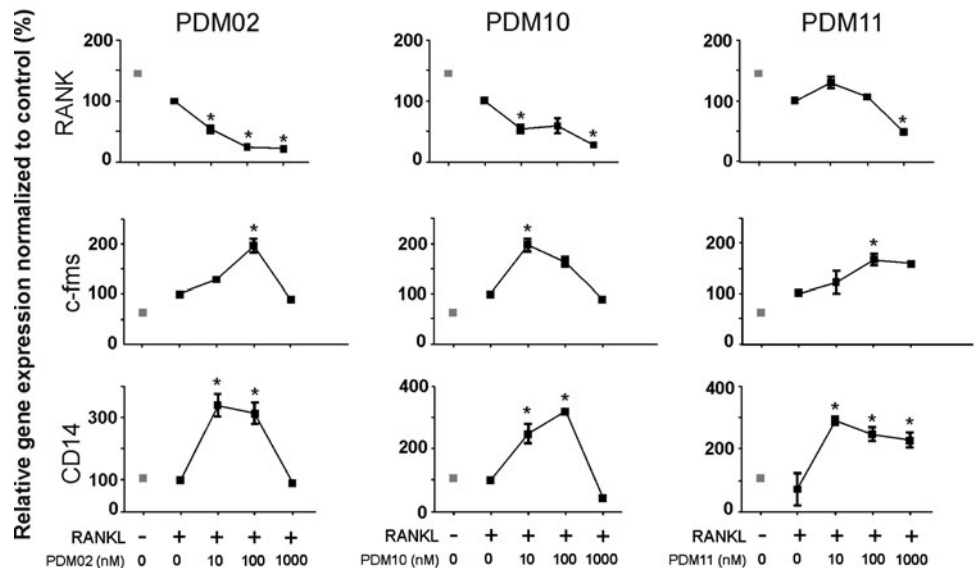 Relative gene expression normalized to control (%)
PDM02 PDM10 PDM11
RANK
200
100
0
* * *
200
100
0
* *
200
100
0
*
c-fms
200
100
0
*
200
100
0
*
200
100
0
*
CD14
300
100
0
* *
400
200
0
* *
400
200
0
* * *
RANKL - + + + +
PDM02 (nM) 0 0 10 100 1000
RANKL - + + + +
PDM10 (nM) 0 0 10 100 1000
RANKL - + + + +
PDM11 (nM) 0 0 10 100 1000